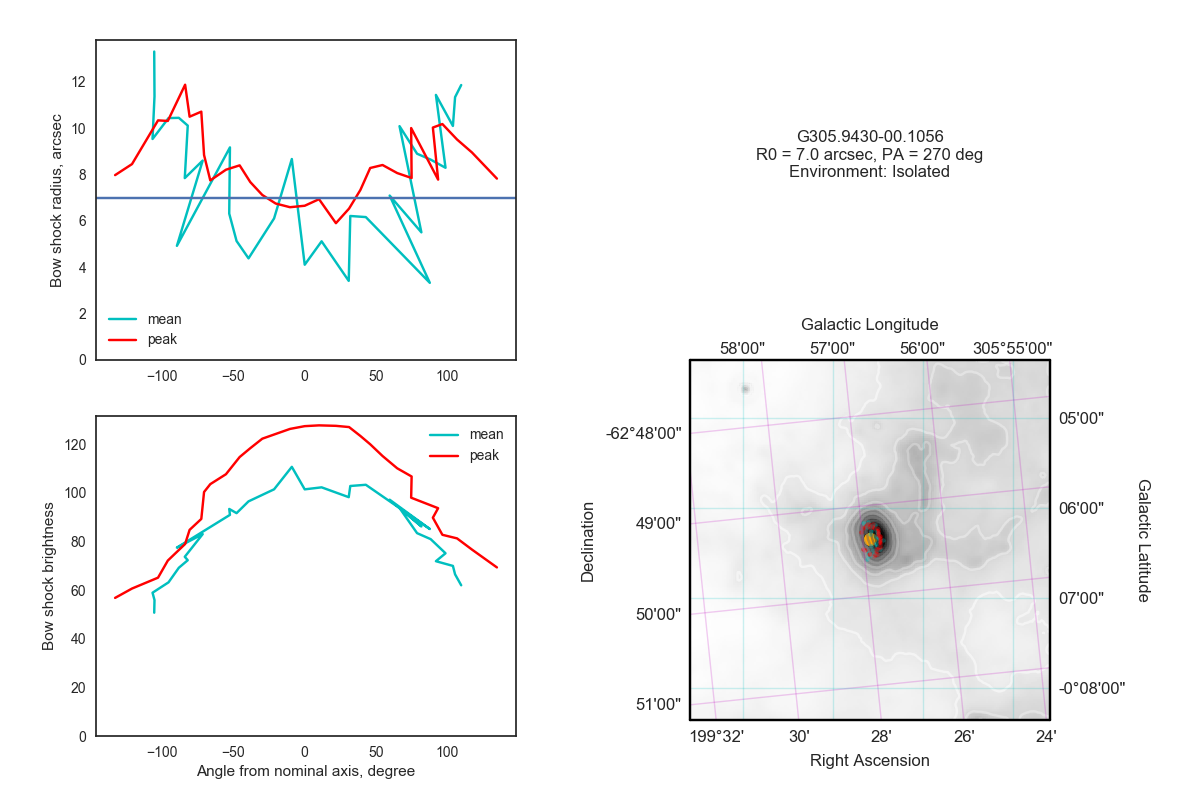 12
10
8
6
4
2
0
Bow shock radius, arcsec
mean
peak
−100
−50
0
50
100
120
100
80
60
40
20
0
Bow shock brightness
mean
peak
−100
−50
0
50
100
Angle from nominal axis, degree
G305.9430-00.1056
R0 = 7.0 arcsec, PA = 270 deg
Environment: Isolated
Galactic Longitude
58'00"
57'00"
56'00"
305°55'00"
-62°48'00"
49'00"
50'00"
51'00"
Declination
05'00"
06'00"
07'00"
-0°08'00"
Galactic Latitude
199°32'
30'
28'
26'
24'
Right Ascension